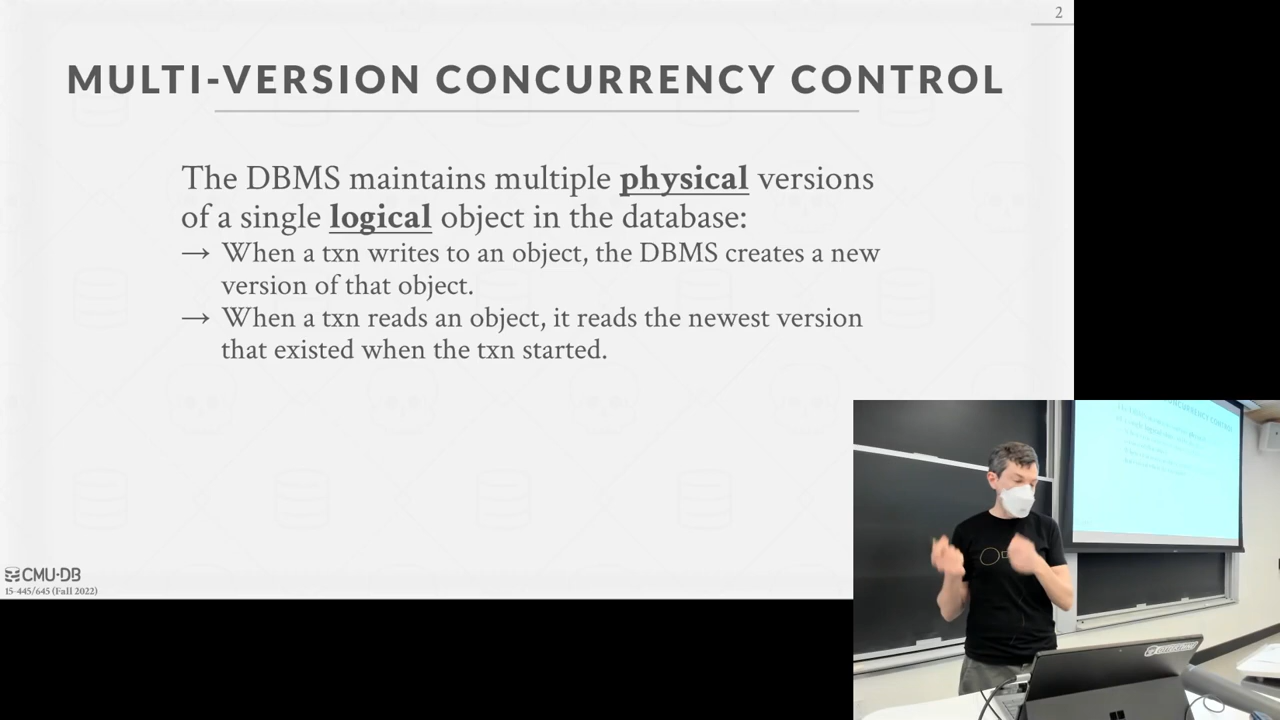 2
MULTI-VERSION CONCURRENCY CONTROL
The DBMS maintains multiple physical versions
of a single logical object in the database:
→ When a txn writes to an object, the DBMS creates a new
version of that object.
→ When a txn reads an object, it reads the newest version
that existed when the txn started.
CMU·DB
15-445/645 (Fall 2022)